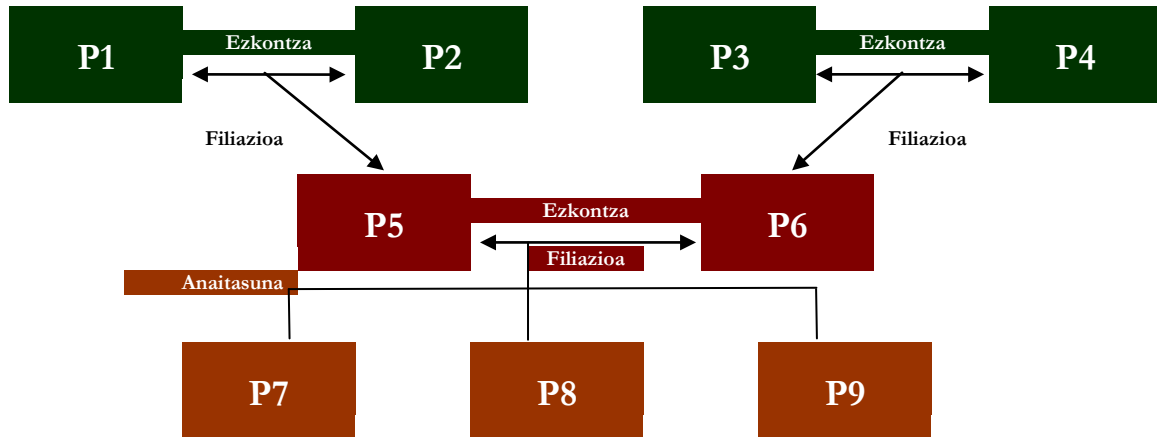 P1
Ezkontza
P2
P3
Ezkontza
P4
Filiazioa
Filiazioa
P5
Ezkontza
P6
Filiazioa
Anaitasuna
P7
P8
P9